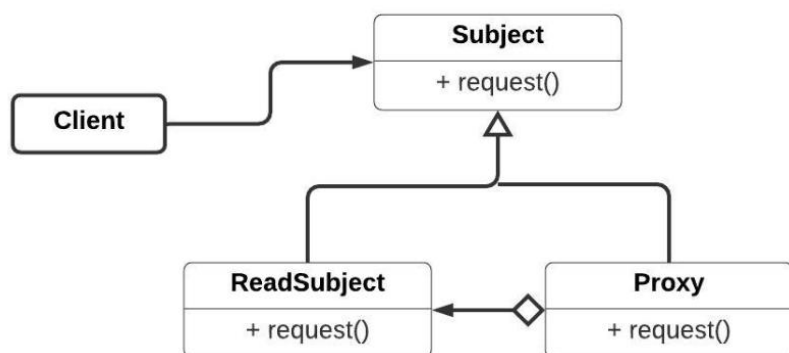 Subject
+ request()
Client
ReadSubject
+ request()
Proxy
+ request()